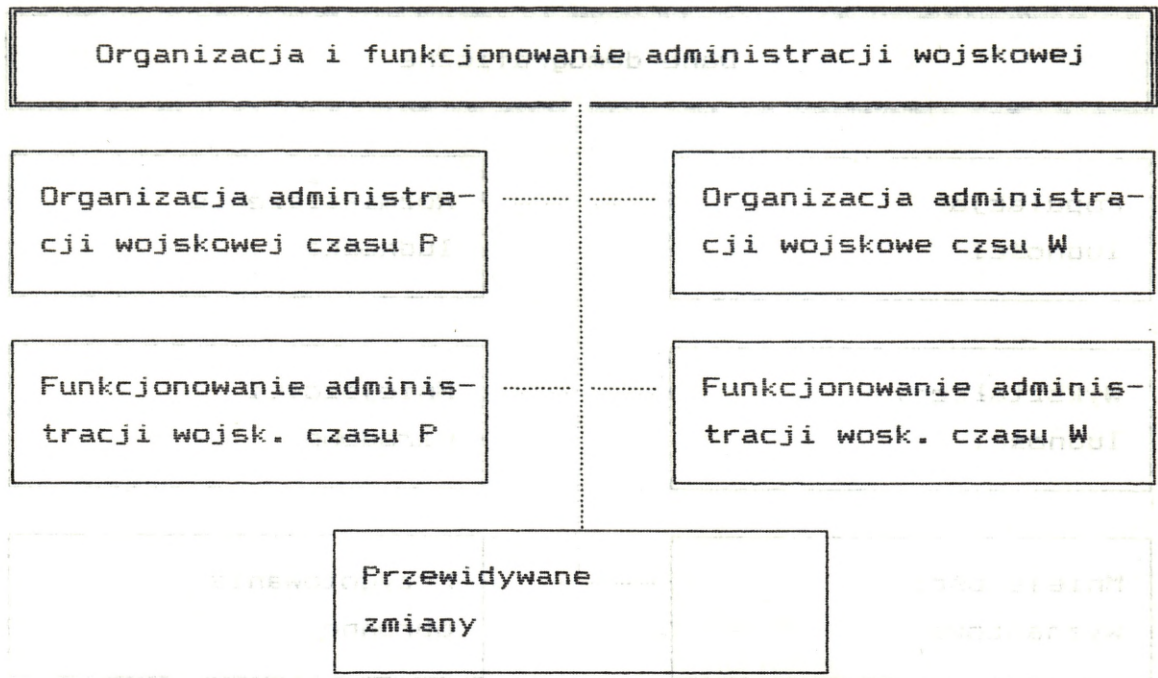 Organizacja i funkcjonowanie administracji wojskowej
Organizacja administra-
cji wojskowej czasu P
Organizacja administra-
cji wojskowe czsu W
Funkcjonowanie adminis-
tracji wojsk. czasu P
Funkcjonowanie adminis-
tracji wosk. czasu W
Przewidywane
zmiany